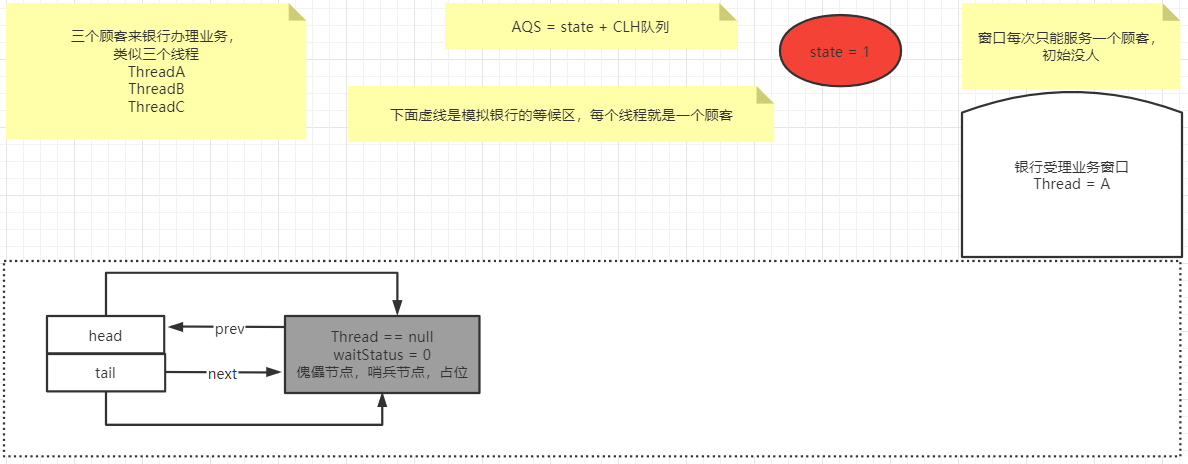 三个顾客来银行办理业务，
类似三个线程
ThreadA
ThreadB
ThreadC
AQS = state + CLH队列
state = 1
窗口每次只能服务一个顾客，
初始没人
下面虚线是模拟银行的等候区，每个线程就是一个顾客
银行受理业务窗口
Thread = A
head
prev
tail
next
Thread == null
waitStatus = 0
傀儡节点，哨兵节点，占位